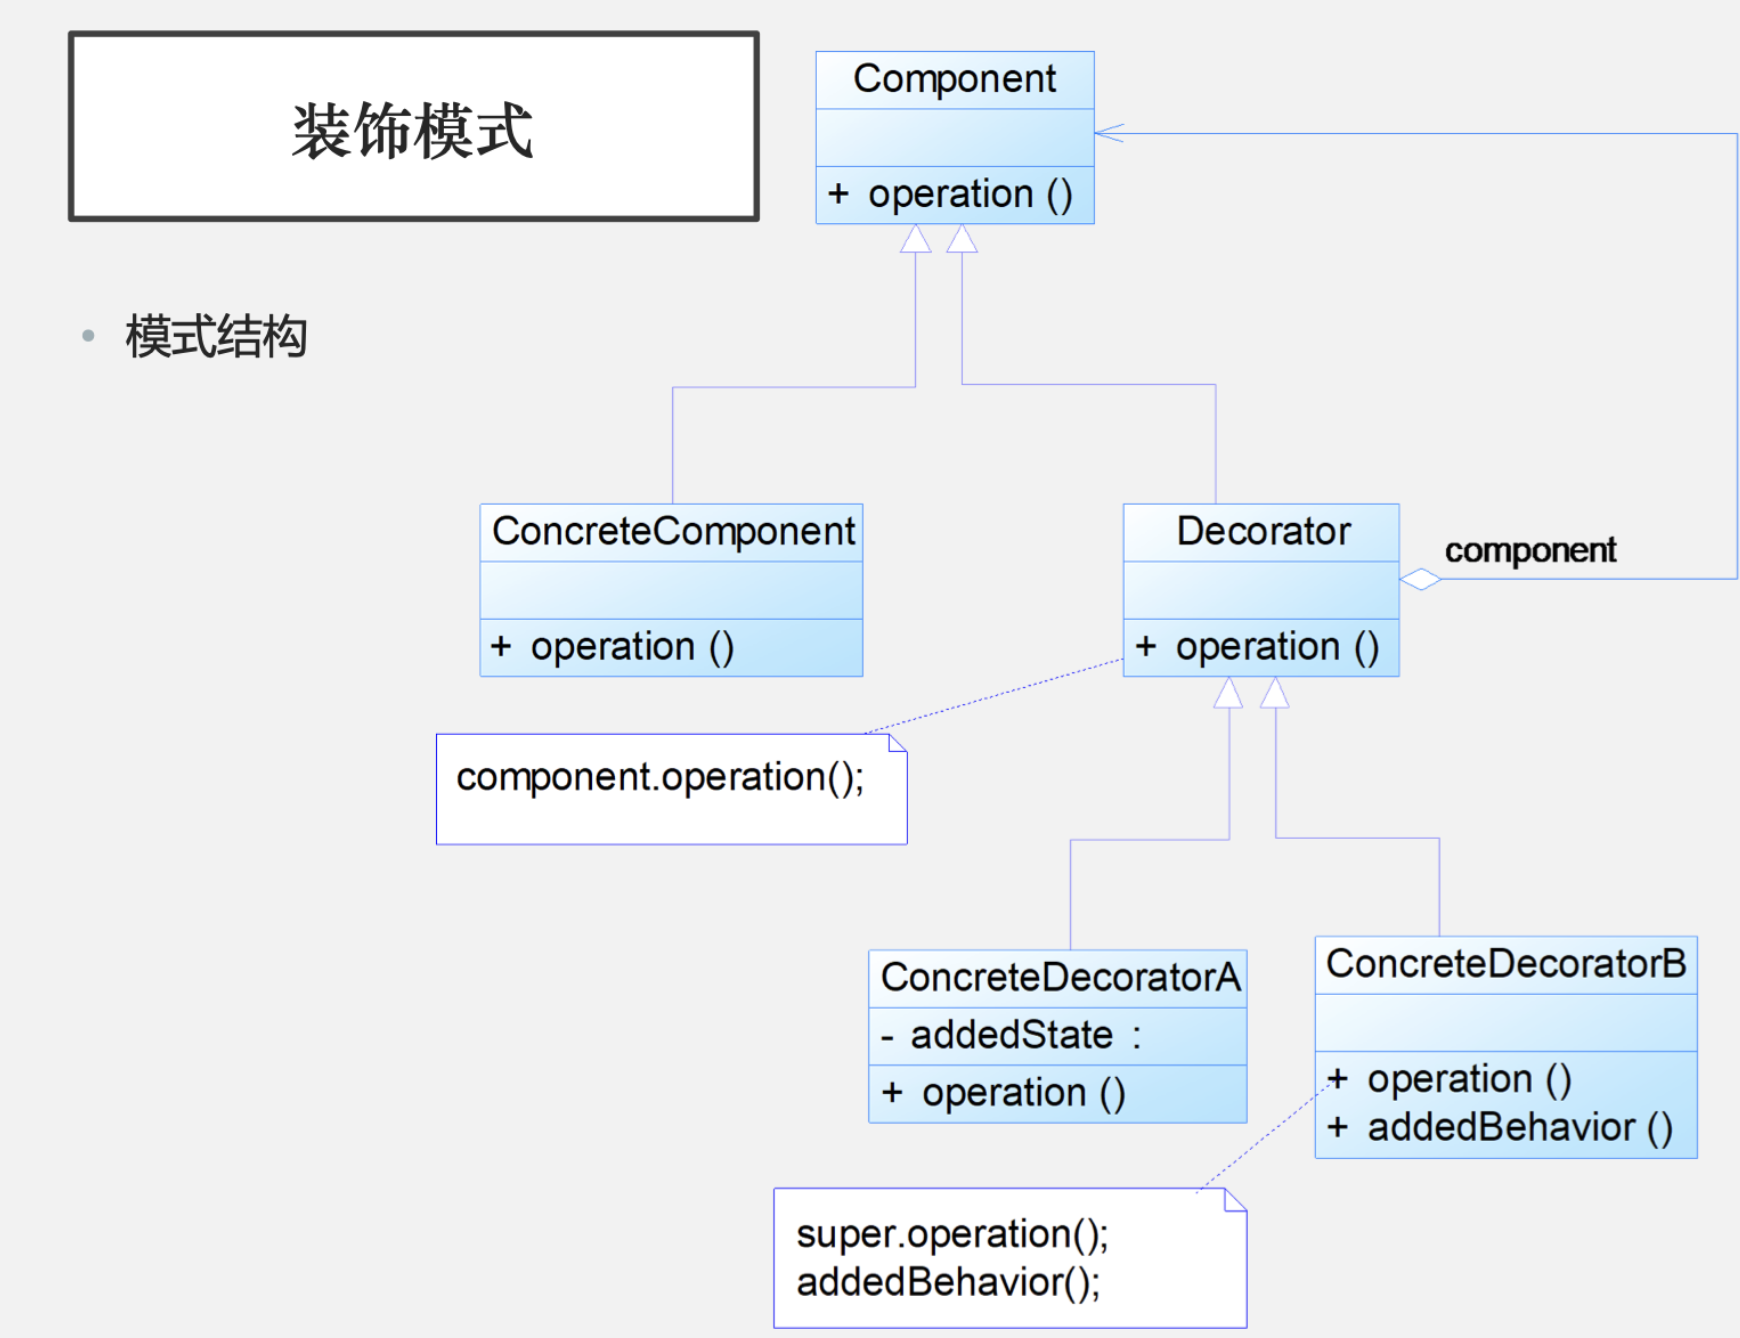 装饰模式
模式结构
Component
+ operation ()
ConcreteComponent
+ operation ()
Decorator
+ operation ()
component
component.operation();
ConcreteDecoratorA
- addedState :
+ operation ()
ConcreteDecoratorB
+ operation ()
+ addedBehavior ()
super.operation();
addedBehavior();